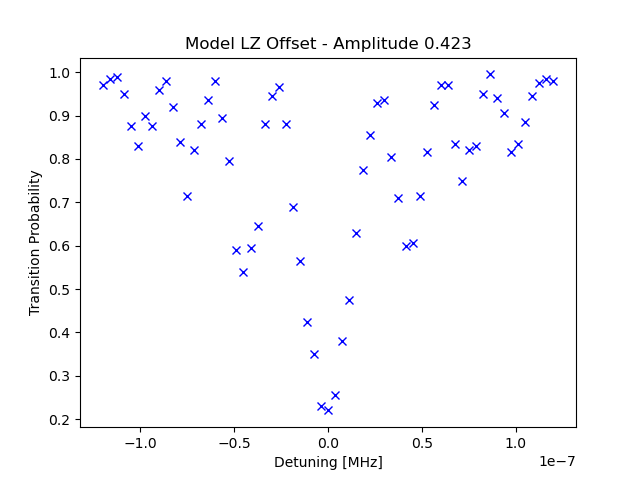 Model LZ Offset - Amplitude 0.423
Transition Probability
1.0
0.9
0.8
0.7
0.6
0.5
0.4
0.3
0.2
−1.0 −0.5 0.0 0.5 1.0
1e−7
Detuning [MHz]